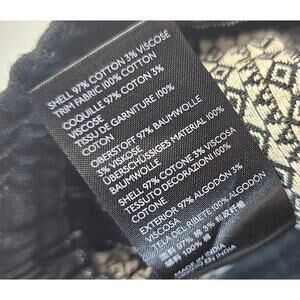 SHELL 97% COTTON 3% VISCOSE
TRIM FABRIC 100% COTTON
COQUILLE 97% COTON 3%
VISCOSE
TISSU DE GARNITURE 100%
COTON
OBERSTOFF 97% BAUMWOLLE
3% VISKOSE
ÜBERSCHÜSSIGES MATERIAL 100%
BAUMWOLLE
SHELL 97% COTONE 3% VISCOSA
TESSUTO DECORAZIONI 100%
COTONE
EXTERIOR 97% ALGODÓN 3%
VISCOSA
TELA DEL RIBETE 100% ALGODÓN
MADE IN INDIA
EN INDIA